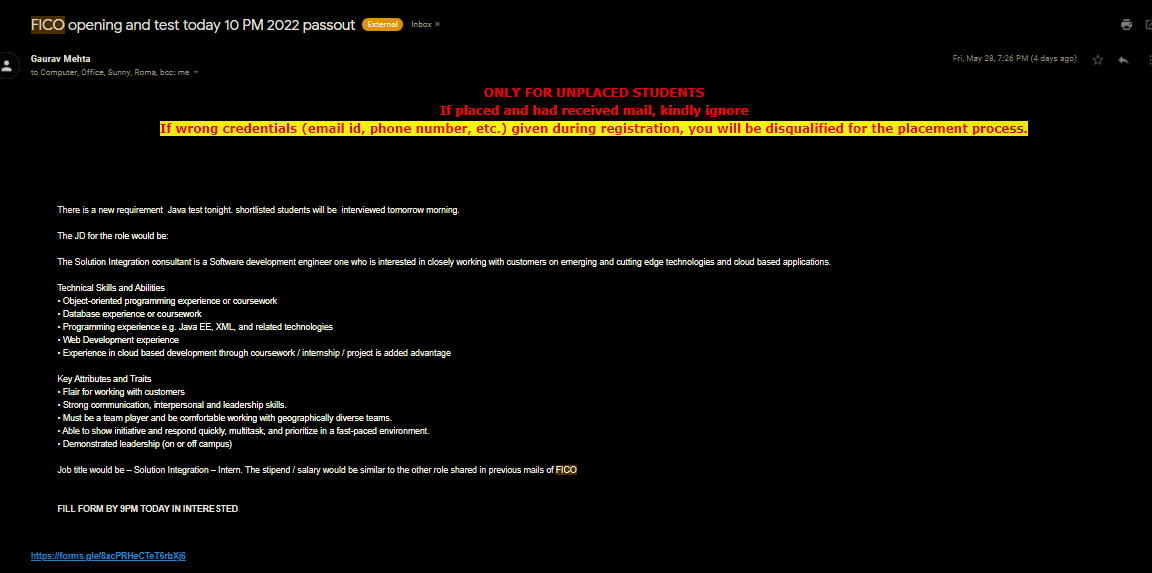 FICO opening and test today 10 PM 2022 passout External Inbox ×
Gaurav Mehta
Fri, May 28, 7:26 PM (4 days ago)
to Computer, Office, Sunny, Roma, bcc: me
ONLY FOR UNPLACED STUDENTS
If placed and had received mail, kindly ignore
If wrong credentials (email id, phone number, etc.) given during registration, you will be disqualified for the placement process.
There is a new requirement Java test tonight. shortlisted students will be interviewed tomorrow morning.
The JD for the role would be:
The Solution Integration consultant is a Software development engineer one who is interested in closely working with customers on emerging and cutting edge technologies and cloud based applications.
Technical Skills and Abilities
• Object-oriented programming experience or coursework
• Database experience or coursework
• Programming experience e.g. Java EE, XML, and related technologies
• Web Development experience
• Experience in cloud based development through coursework / internship / project is added advantage
Key Attributes and Traits
• Flair for working with customers
• Strong communication, interpersonal and leadership skills.
• Must be a team player and be comfortable working with geographically diverse teams.
• Able to show initiative and respond quickly, multitask, and prioritize in a fast-paced environment.
• Demonstrated leadership (on or off campus)
Job title would be – Solution Integration – Intern. The stipend / salary would be similar to the other role shared in previous mails of FICO
FILL FORM BY 9PM TODAY IN INTERESTED
https://forms.gle/8xcPRHeCTeT6rbXj6